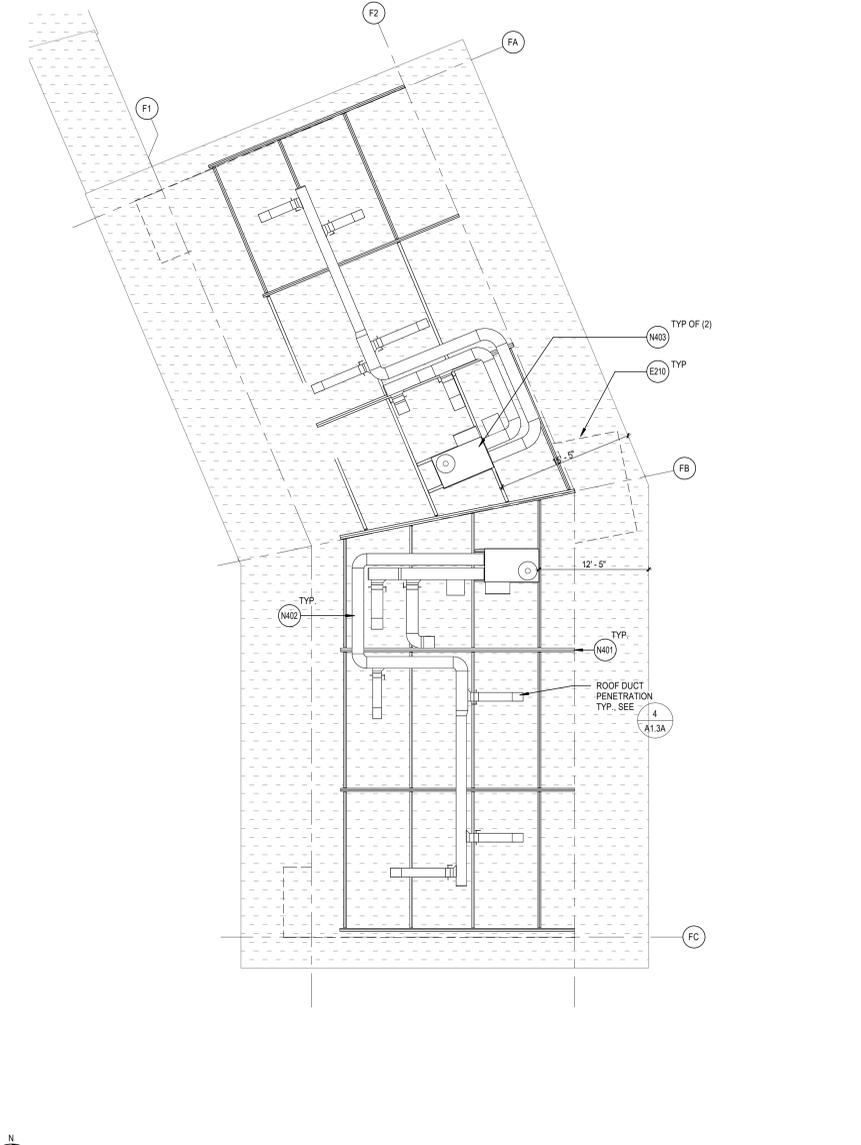 F2
FA
F1
TYP OF (2)
N403
TYP
E210
FB
12' - 5"
TYP.
N402
TYP.
N401
ROOF DUCT
PENETRATION
TYP., SEE
4
A1.3A
FC
N